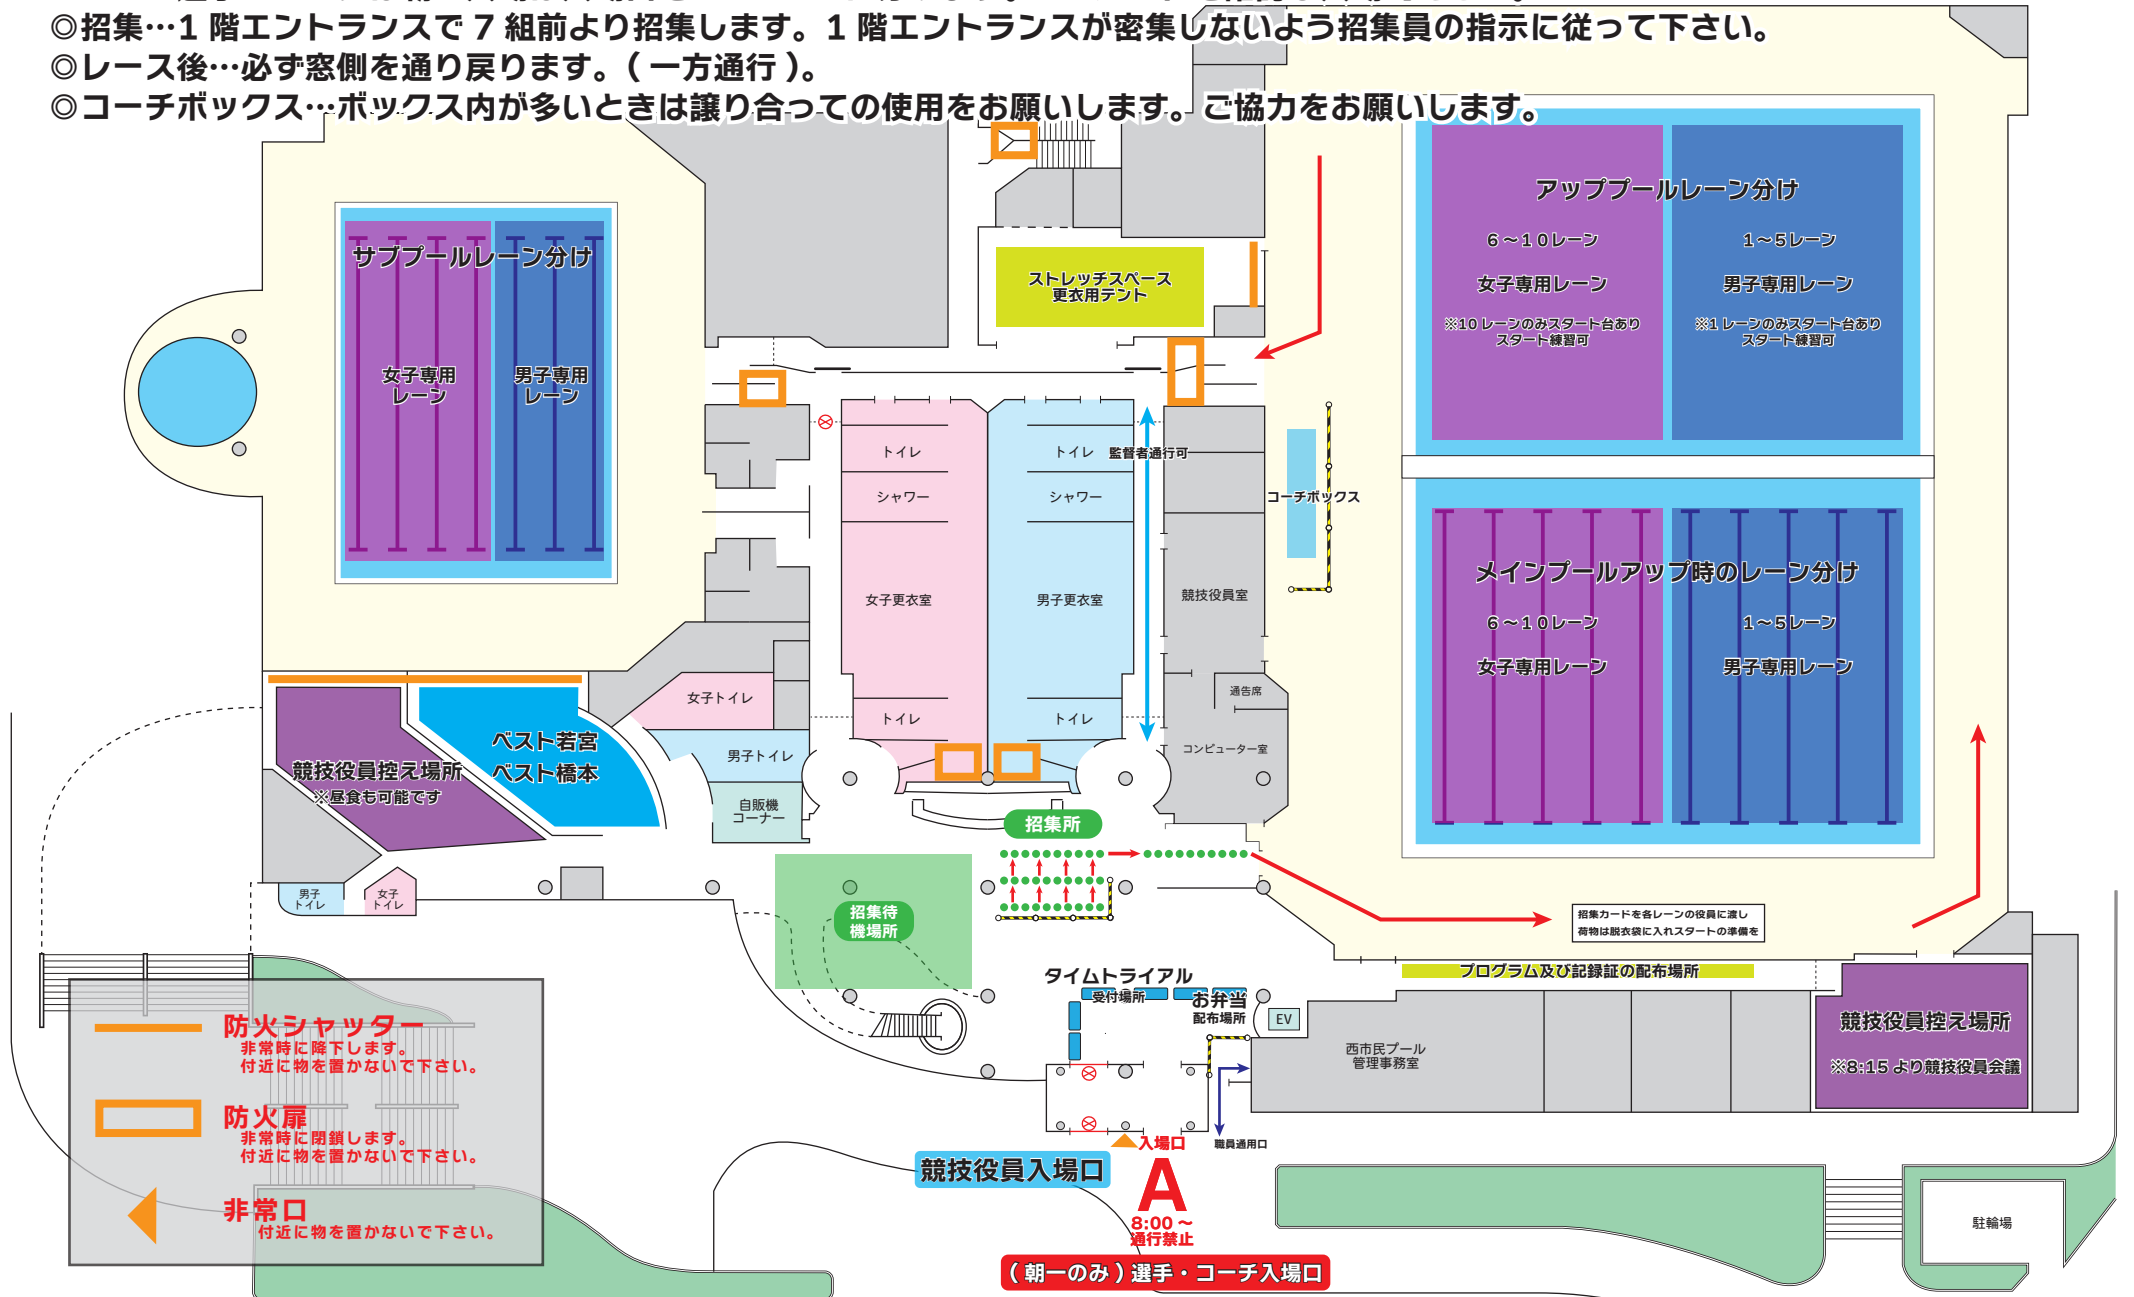 ◎招集…1 階エントランスで 7 組前より招集します。1 階エントランスが密集しないよう招集員の指示に従って下さい。
◎レース後…必ず窓側を通り戻ります。( 一方通行 )。
◎コーチボックス…ボックス内が多いときは譲り合っての使用をお願いします。ご協力をお願いします。
サブプールレーン分け
女子専用
レーン
男子専用
レーン
ストレッチスペース
更衣用テント
アッププールレーン分け
6～10レーン
女子専用レーン
※10 レーンのみスタート台あり
スタート練習可
1～5レーン
男子専用レーン
※1 レーンのみスタート台あり
スタート練習可
トイレ
シャワー
女子更衣室
トイレ
トイレ
シャワー
男子更衣室
トイレ
監督者通行可
コーチボックス
競技役員室
通告席
コンピューター室
メインプールアップ時のレーン分け
6～10レーン
女子専用レーン
1～5レーン
男子専用レーン
女子トイレ
男子トイレ
自販機
コーナー
ベスト若宮
ベスト橋本
競技役員控え場所
※昼食も可能です
男子
トイレ
女子
トイレ
招集所
招集待
機場所
招集カードを各レーンの役員に渡し
荷物は脱衣袋に入れスタートの準備を
プログラム及び記録証の配布場所
タイムトライアル
受付場所
お弁当
配布場所
EV
西市民プール
管理事務室
競技役員控え場所
※8:15 より競技役員会議
防火シャッター
非常時に降下します。
付近に物を置かないで下さい。
防火扉
非常時に閉鎖します。
付近に物を置かないで下さい。
非常口
付近に物を置かないで下さい。
入場口
職員通用口
競技役員入場口
A
8:00 ～
通行禁止
( 朝一のみ ) 選手・コーチ入場口
駐輪場